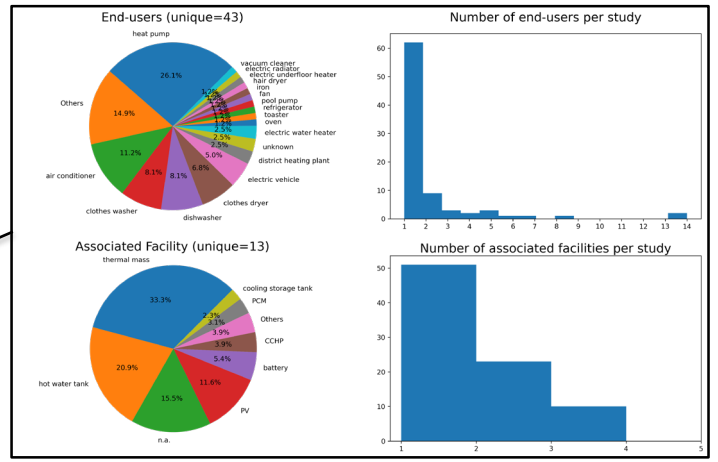 End-users (unique=43)
heat pump
vacuum cleaner
electric radiator
electric underfloor heater
hair dryer
iron
fan
pool pump
refrigerator
toaster
oven
electric water heater
unknown
district heating plant
electric vehicle
clothes dryer
dishwasher
clothes washer
air conditioner
Others
26.1%
14.9%
11.2%
8.1%
8.1%
6.8%
5.0%
2.5%
2.5%
2.5%
1.2%
Number of end-users per study
60
50
40
30
20
10
0
1 2 3 4 5 6 7 8 9 10 11 12 13 14
Associated Facility (unique=13)
thermal mass
cooling storage tank
PCM
Others
CCHP
battery
PV
n.a.
hot water tank
33.3%
20.9%
15.5%
11.6%
5.4%
3.9%
3.9%
3.1%
2.3%
Number of associated facilities per study
50
40
30
20
10
0
1 2 3 4 5